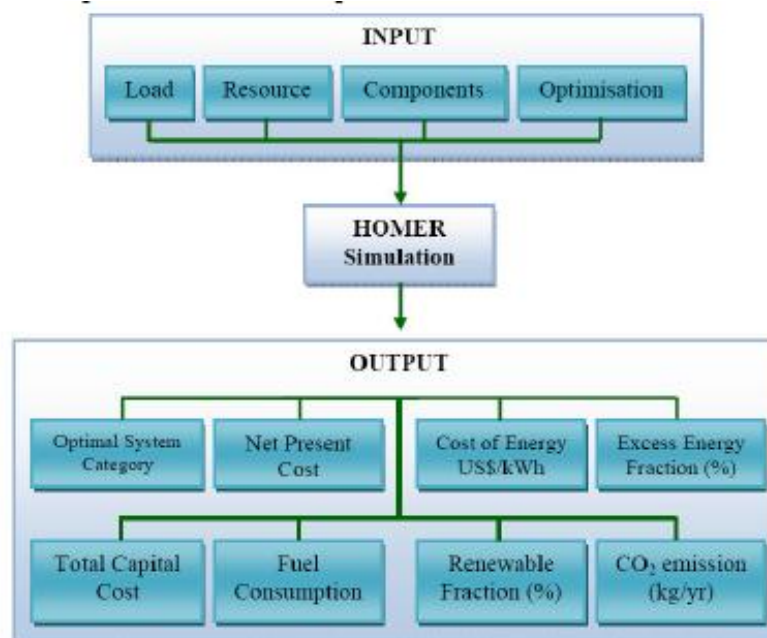 INPUT
Load
Resource
Components
Optimisation
HOMER
Simulation
OUTPUT
Optimal System
Category
Net Present
Cost
Cost of Energy
US$/kWh
Excess Energy
Fraction (%)
Total Capital
Cost
Fuel
Consumption
Renewable
Fraction (%)
CO₂ emission
(kg/yr)